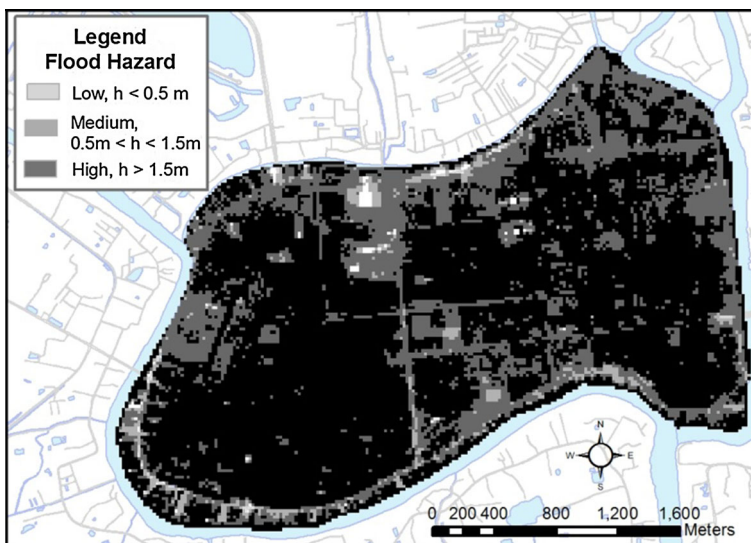 Legend
Flood Hazard
Low, h < 0.5 m
Medium,
0.5m < h < 1.5m
High, h > 1.5m
N
W E
S
0 200 400 800 1,200 1,600
Meters